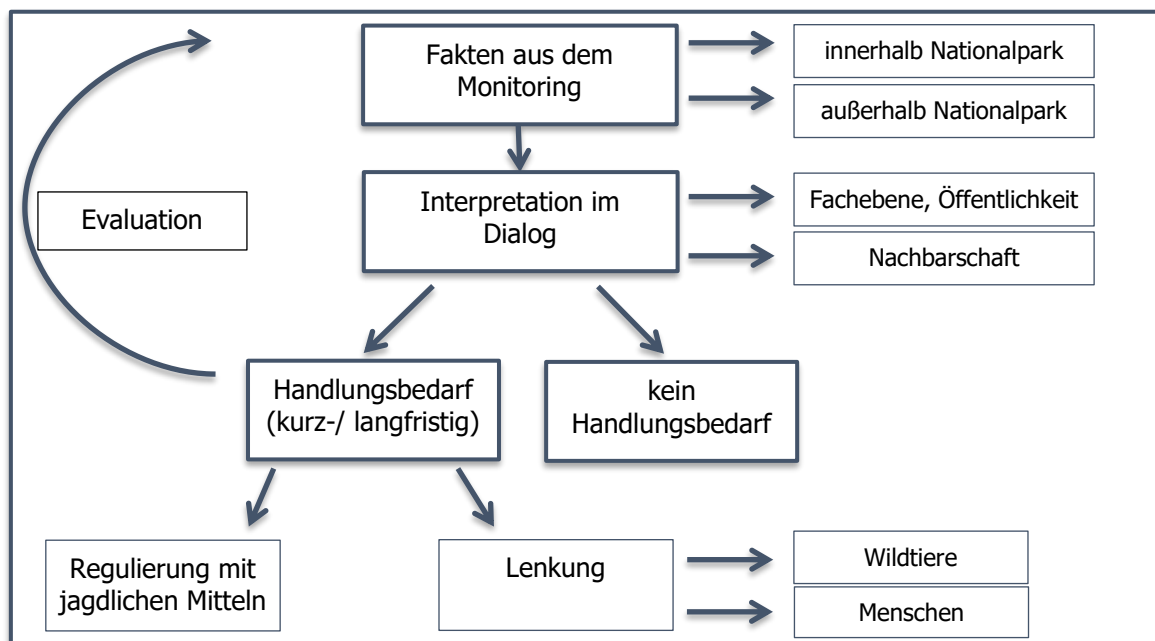 Fakten aus dem
Monitoring
innerhalb Nationalpark
außerhalb Nationalpark
Evaluation
Interpretation im
Dialog
Fachebene, Öffentlichkeit
Nachbarschaft
Handlungsbedarf
(kurz-/ langfristig)
kein
Handlungsbedarf
Regulierung mit
jagdlichen Mitteln
Lenkung
Wildtiere
Menschen